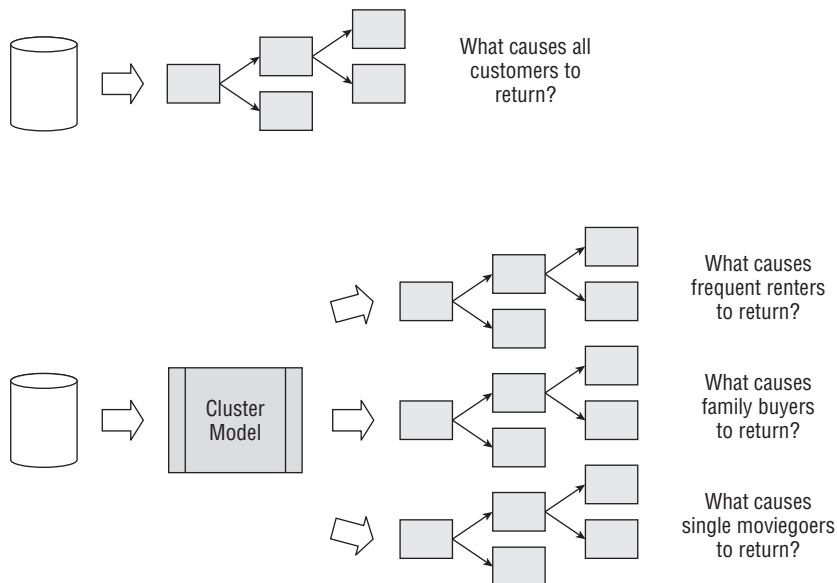 What causes all
customers to
return?
What causes
frequent renters
to return?
Cluster
Model
What causes
family buyers
to return?
What causes
single moviegoers
to return?